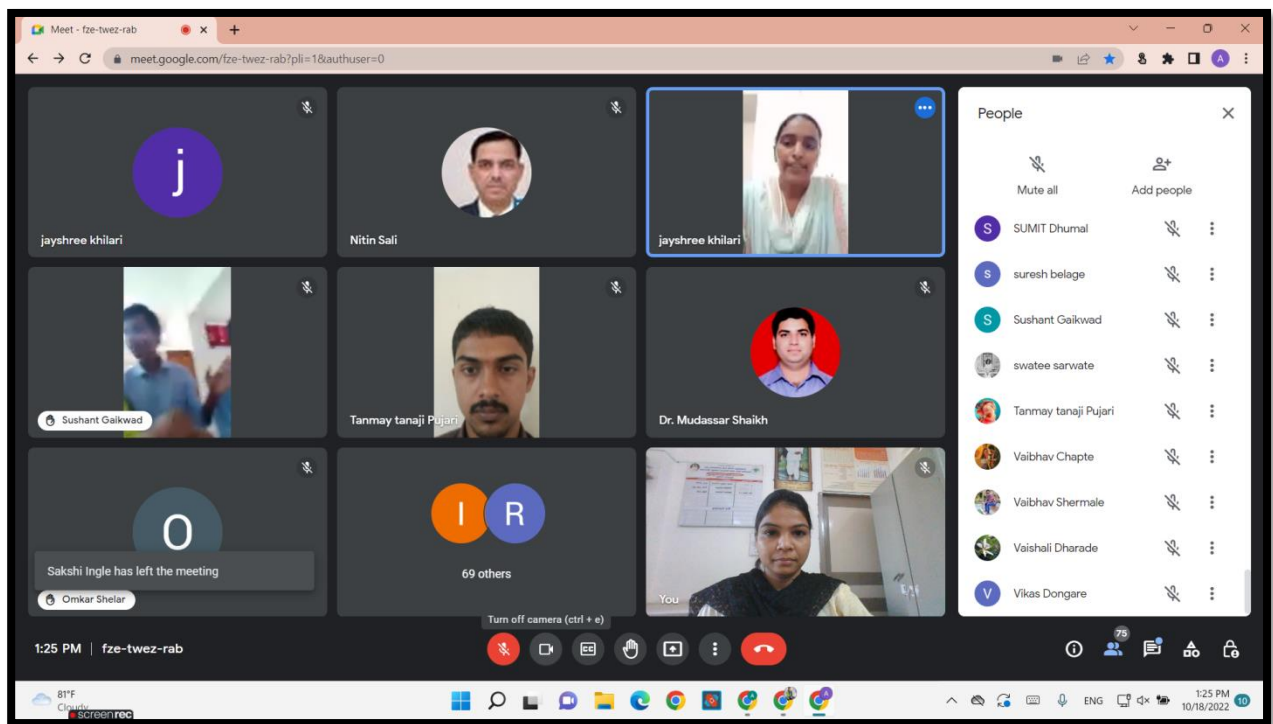 Meet - fze-twez-rab
meet.google.com/fze-twez-rab?pli=1&authuser=0
A
j
jayshree khilari
Nitin Sali
jayshree khilari
Sushant Gaikwad
Tanmay tanaji Pujari
Dr. Mudassar Shaikh
O
Sakshi Ingle has left the meeting
Omkar Shelar
I R
69 others
You
Turn off camera (ctrl + e)
People
Mute all Add people
S SUMIT Dhumal
s suresh belage
S Sushant Gaikwad
swatee sarwate
Tanmay tanaji Pujari
Vaibhav Chapte
Vaibhav Shermale
Vaishali Dharade
V Vikas Dongare
1:25 PM | fze-twez-rab
CC
75
81°F
Cloudy
screenrec
ENG
1:25 PM
10/18/2022
10